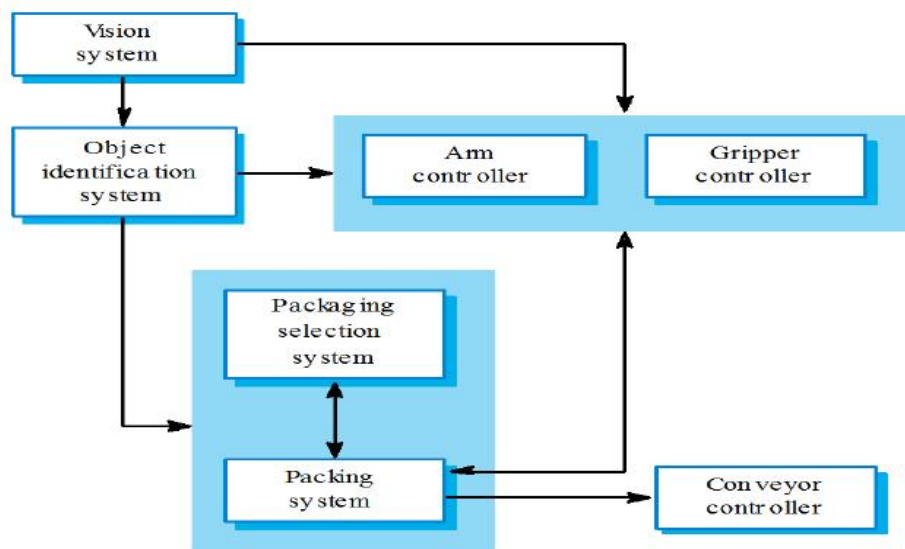 Vision
system
Object
identification
system
Arm
controller
Gripper
controller
Packaging
selection
system
Packing
system
Conveyor
controller